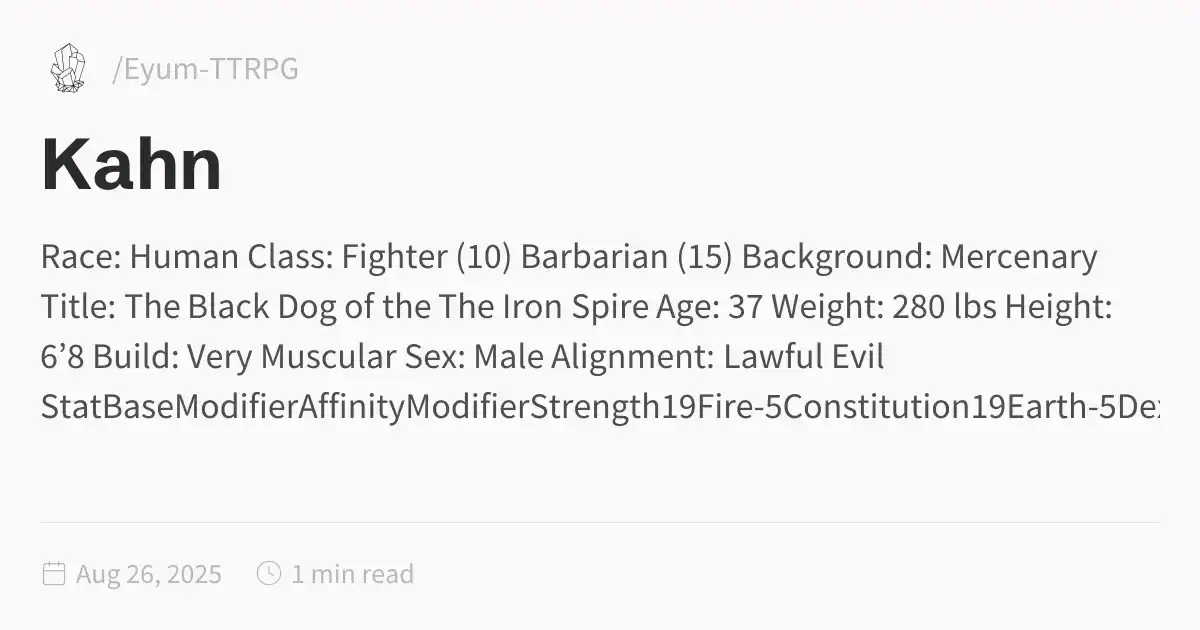 /Eyum-TTRPG
Kahn
Race: Human Class: Fighter (10) Barbarian (15) Background: Mercenary
Title: The Black Dog of the The Iron Spire Age: 37 Weight: 280 lbs Height:
6’8 Build: Very Muscular Sex: Male Alignment: Lawful Evil
StatBaseModifierAffinityModifierStrength19Fire-5Constitution19Earth-5De
Aug 26, 2025
1 min read